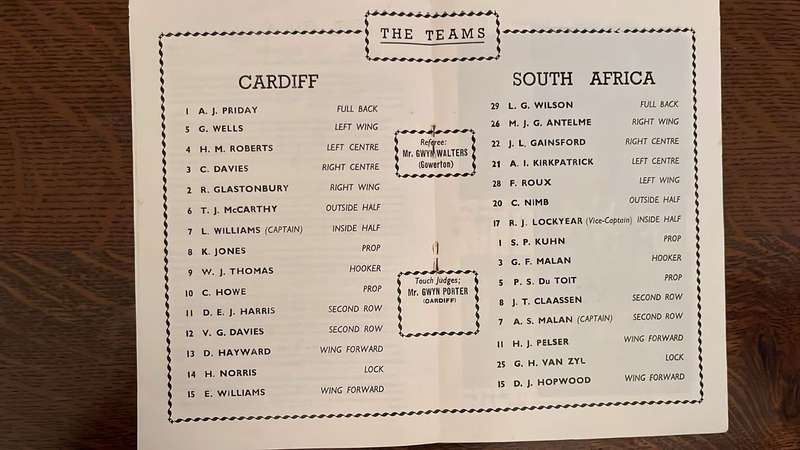 THE TEAMS
CARDIFF
1 A. J. PRIDAY FULL BACK
5 G. WELLS LEFT WING
4 H. M. ROBERTS LEFT CENTRE
3 C. DAVIES RIGHT CENTRE
2 R. GLASTONBURY RIGHT WING
6 T. J. McCARTHY OUTSIDE HALF
7 L. WILLIAMS (CAPTAIN) INSIDE HALF
8 K. JONES PROP
9 W. J. THOMAS HOOKER
10 C. HOWE PROP
11 D. E. J. HARRIS SECOND ROW
12 V. G. DAVIES SECOND ROW
13 D. HAYWARD WING FORWARD
14 H. NORRIS LOCK
15 E. WILLIAMS WING FORWARD
Referee:
Mr. GWYN WALTERS
(Gowerton)
Touch Judges;
Mr. GWYN PORTER
(CARDIFF)
SOUTH AFRICA
29 L. G. WILSON FULL BACK
26 M. J. G. ANTELME RIGHT WING
22 J. L. GAINSFORD RIGHT CENTRE
21 A. I. KIRKPATRICK LEFT CENTRE
28 F. ROUX LEFT WING
20 C. NIMB OUTSIDE HALF
17 R. J. LOCKYEAR (Vice-Captain) INSIDE HALF
1 S. P. KUHN PROP
3 G. F. MALAN HOOKER
5 P. S. Du TOIT PROP
8 J. T. CLAASSEN SECOND ROW
7 A. S. MALAN (CAPTAIN) SECOND ROW
11 H. J. PELSER WING FORWARD
25 G. H. VAN ZYL LOCK
15 D. J. HOPWOOD WING FORWARD